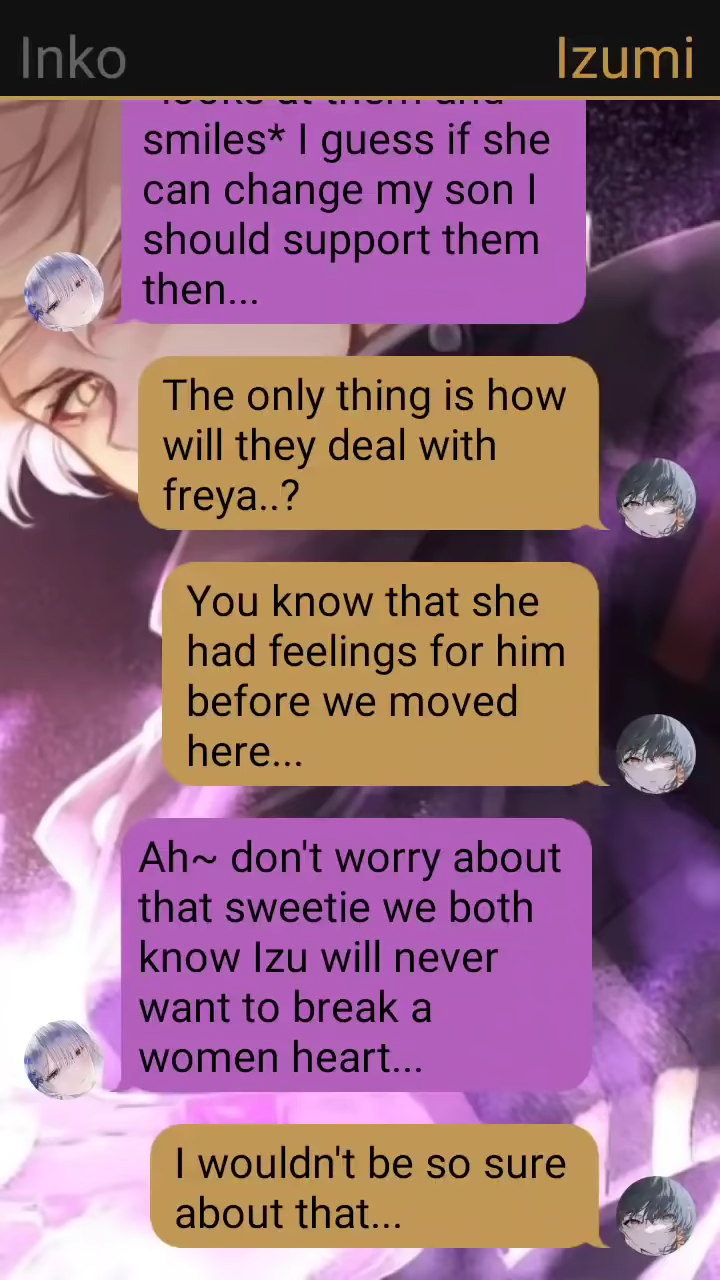 Inko
Izumi
smiles* I guess if she
can change my son I
should support them
then...
The only thing is how
will they deal with
freya..?
You know that she
had feelings for him
before we moved
here...
Ah~ don't worry about
that sweetie we both
know Izu will never
want to break a
women heart...
I wouldn't be so sure
about that...